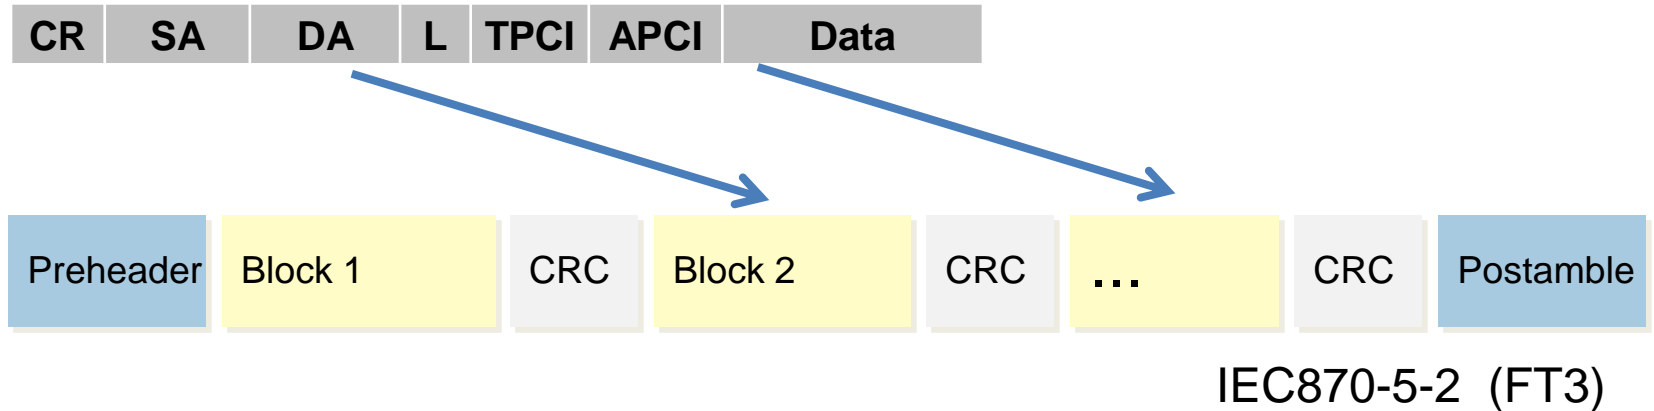 CR SA DA L TPCI APCI Data
Preheader Block 1 CRC Block 2 CRC ... CRC Postamble
IEC870-5-2 (FT3)